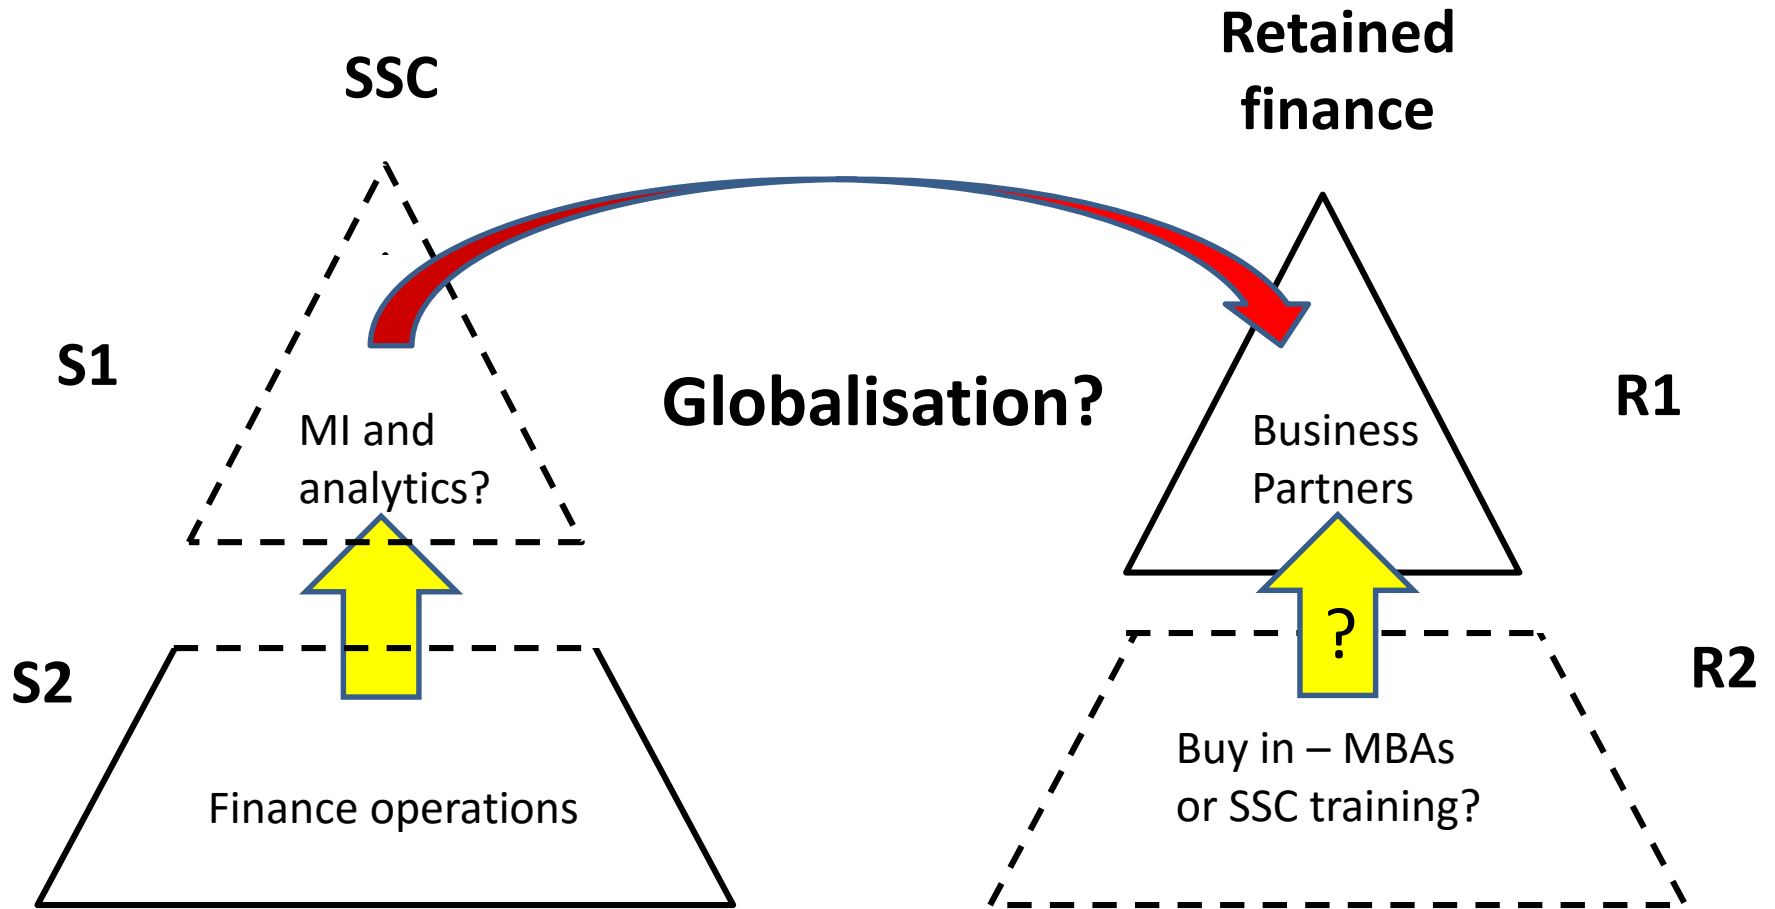 SSC
Retained
finance
S1
MI and
analytics?
Globalisation?
Business
Partners
R1
S2
Finance operations
?
Buy in – MBAs
or SSC training?
R2